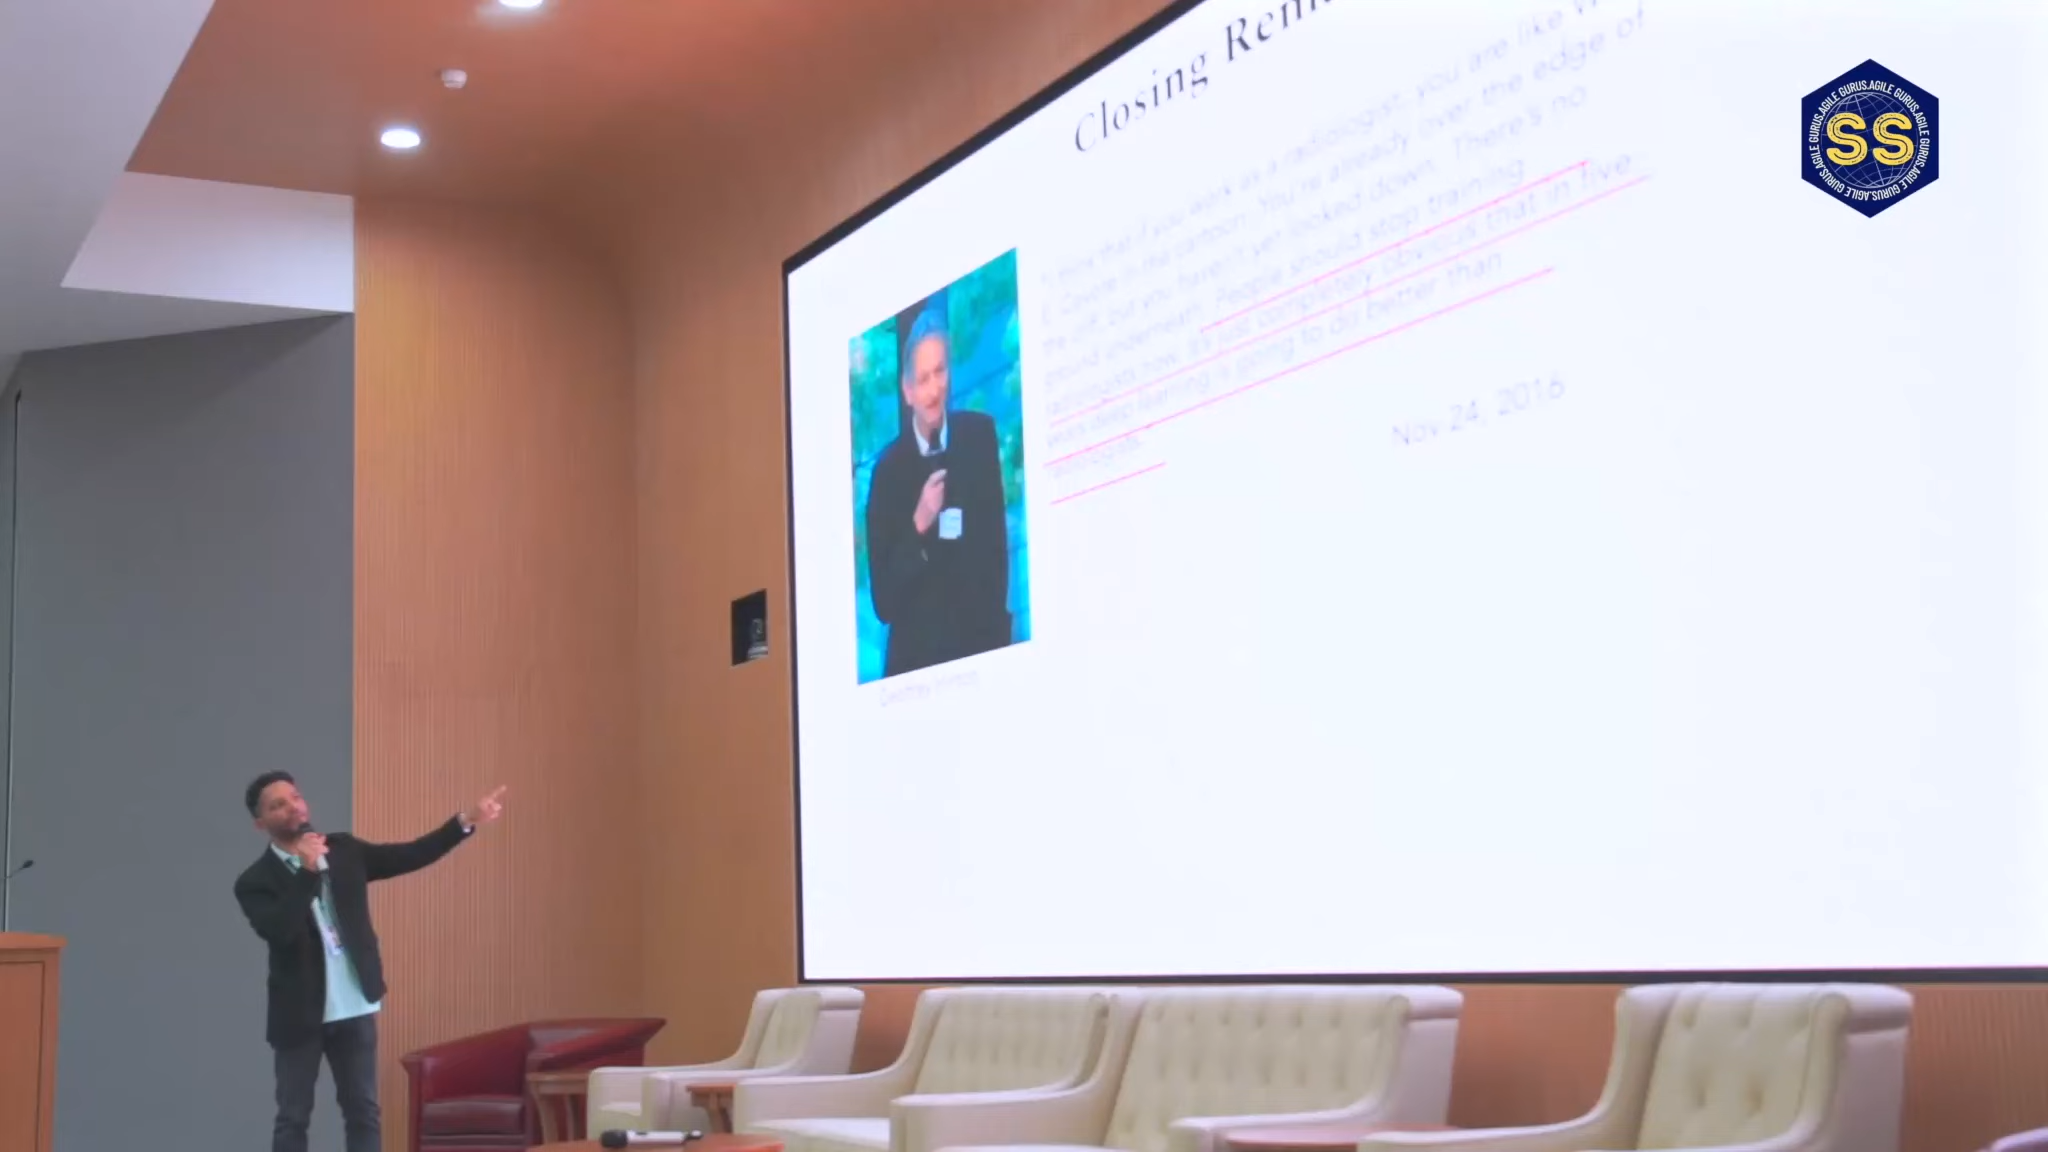 Closing Rem
"I think that if you work as a radiologist, you are like
E. Coyote in the cartoon. You're already over the edge of
the cliff, but you haven't yet looked down. There's no
ground underneath. People should stop training
radiologists now. It's just completely obvious that in five
years deep learning is going to do better than
radiologists."
Nov 24, 2016
Geoffrey Hinton
SS
AGILE GURUS.AGILE GURUS.AGILE GURUS.AGILE GURUS.